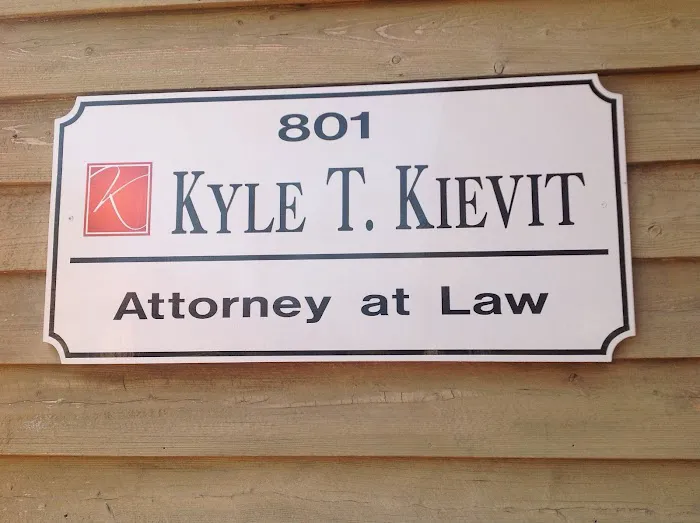 801
K KYLE T. KIEVIT
Attorney at Law